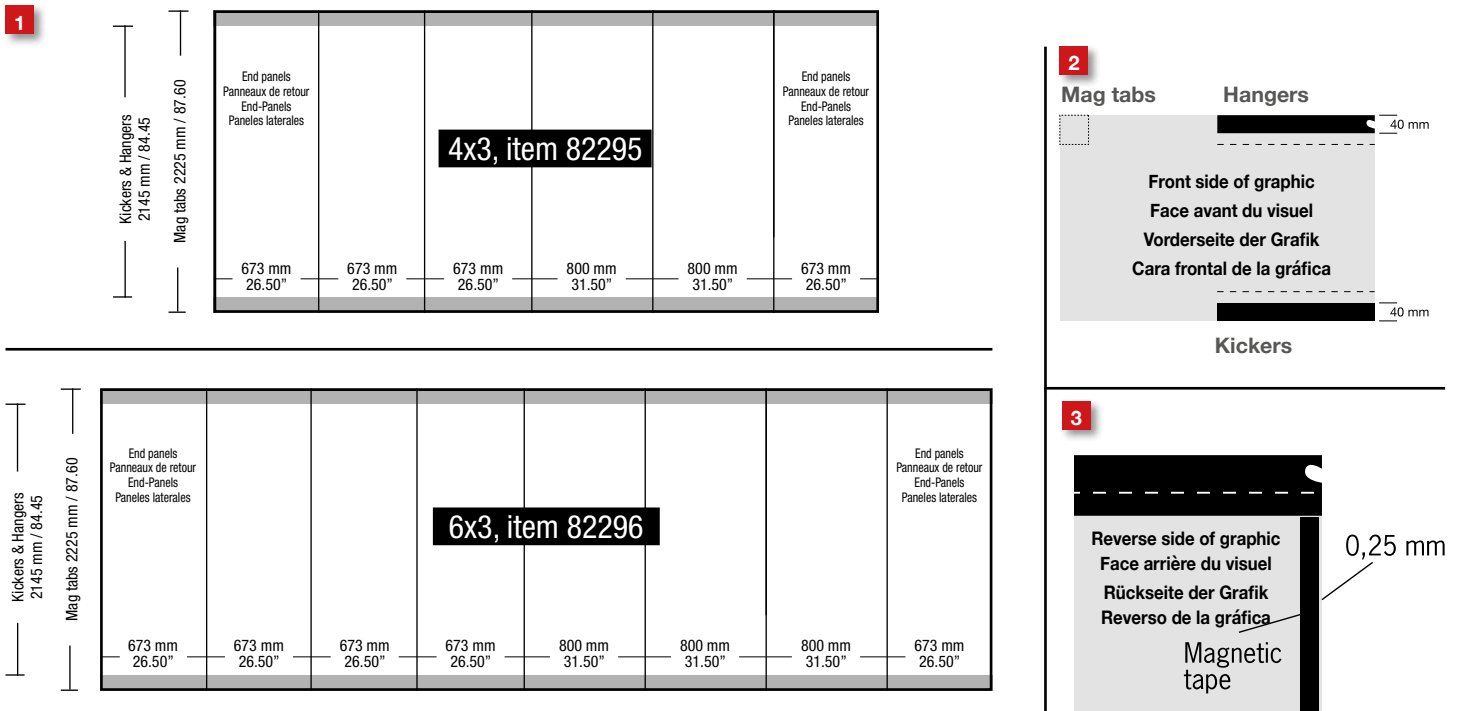 1
Kickers & Hangers
2145 mm / 84.45
Mag tabs 2225 mm / 87.60
End panels
Panneaux de retour
End-Panels
Paneles laterales
End panels
Panneaux de retour
End-Panels
Paneles laterales
4x3, item 82295
673 mm
26.50”
673 mm
26.50”
673 mm
26.50”
800 mm
31.50”
800 mm
31.50”
673 mm
26.50”
Kickers & Hangers
2145 mm / 84.45
Mag tabs 2225 mm / 87.60
End panels
Panneaux de retour
End-Panels
Paneles laterales
End panels
Panneaux de retour
End-Panels
Paneles laterales
6x3, item 82296
673 mm
26.50”
673 mm
26.50”
673 mm
26.50”
673 mm
26.50”
800 mm
31.50”
800 mm
31.50”
800 mm
31.50”
673 mm
26.50”
2
Mag tabs
Hangers
40 mm
Front side of graphic
Face avant du visuel
Vorderseite der Grafik
Cara frontal de la gráfica
40 mm
Kickers
3
Reverse side of graphic
Face arrière du visuel
Rückseite der Grafik
Reverso de la gráfica
0,25 mm
Magnetic
tape